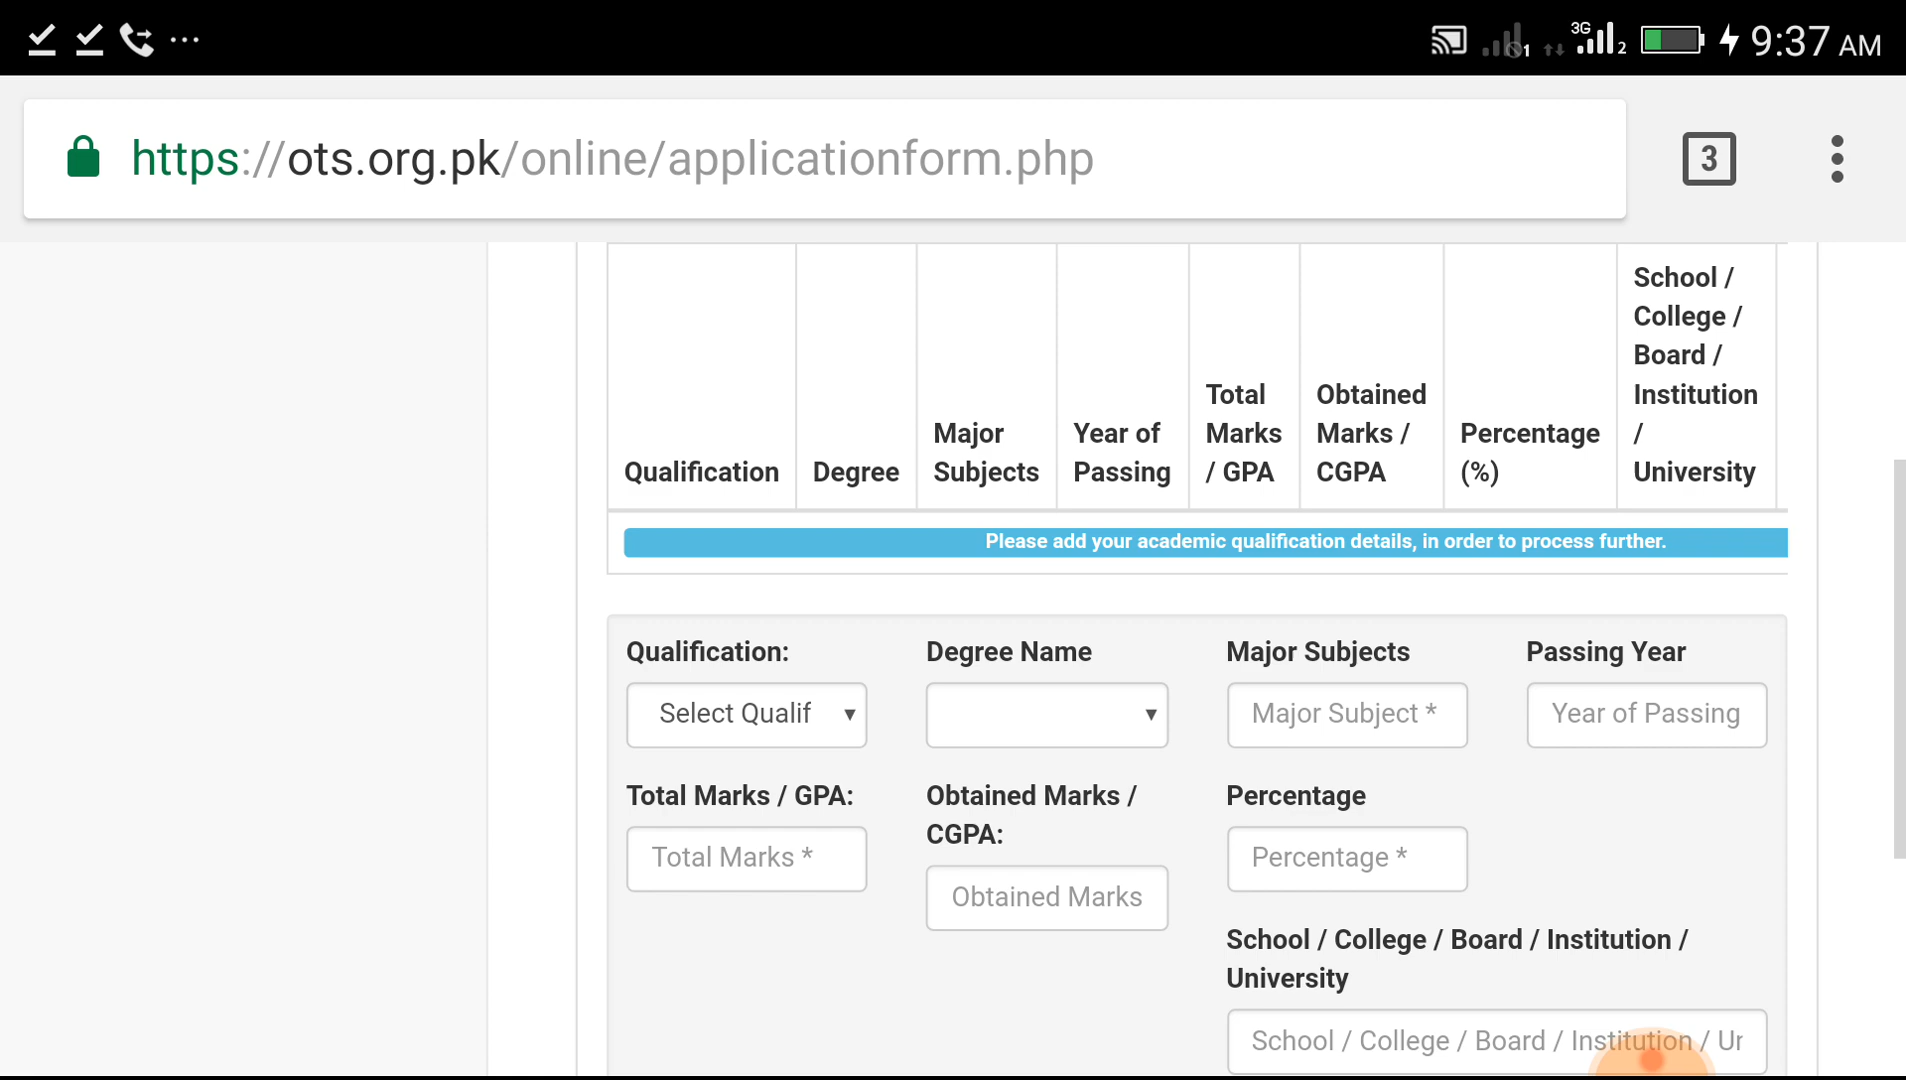 1
3G
2
9:37 AM
https://ots.org.pk/online/applicationform.php
3
School /
College /
Board /
Institution
/
University
Total
Marks
/ GPA
Obtained
Marks /
CGPA
Major
Subjects
Year of
Passing
Percentage
(%)
Qualification
Degree
Please add your academic qualification details, in order to process further.
Qualification:
Degree Name
Major Subjects
Passing Year
Select Qualif
Major Subject *
Year of Passing
Total Marks / GPA:
Obtained Marks /
CGPA:
Percentage
Total Marks *
Obtained Marks
Percentage *
School / College / Board / Institution /
University
School / College / Board / Institution / Ur